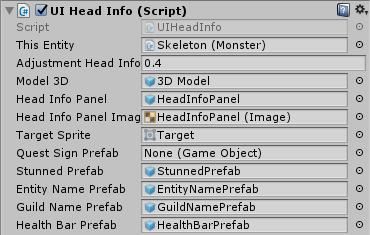 UI Head Info (Script)
Script UIHeadInfo
This Entity Skeleton (Monster)
Adjustment Head Info 0.4
Model 3D 3D Model
Head Info Panel HeadInfoPanel
Head Info Panel Imag HeadInfoPanel (Image)
Target Sprite Target
Quest Sign Prefab None (Game Object)
Stunned Prefab StunnedPrefab
Entity Name Prefab EntityNamePrefab
Guild Name Prefab GuildNamePrefab
Health Bar Prefab HealthBarPrefab